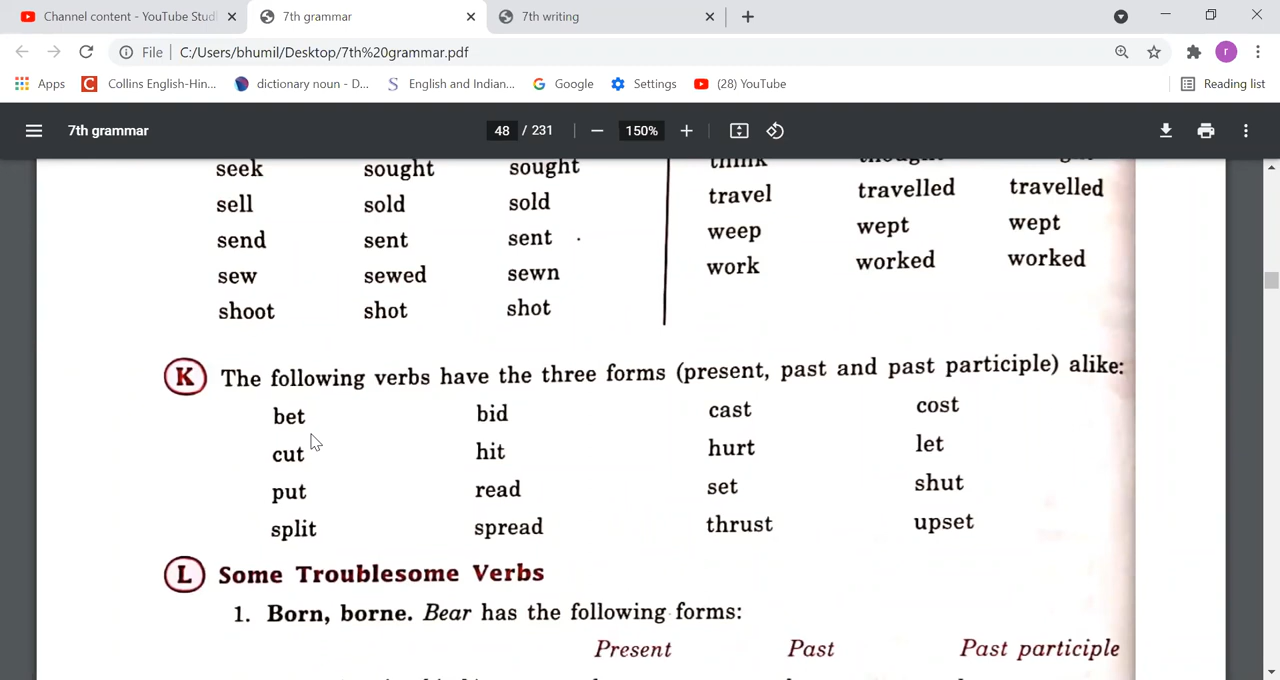 Channel content - YouTube Stud
7th grammar
7th writing
File C:/Users/bhumil/Desktop/7th%20grammar.pdf
r
Apps Collins English-Hin... dictionary noun - D... English and Indian... Google Settings (28) YouTube Reading list
7th grammar 48 / 231 150%
seek sought sought
sell sold sold
send sent sent
sew sewed sewn
shoot shot shot
think thought
travel travelled travelled
weep wept wept
work worked worked
K The following verbs have the three forms (present, past and past participle) alike:
bet bid cast cost
cut hit hurt let
put read set shut
split spread thrust upset
L Some Troublesome Verbs
1. Born, borne. Bear has the following forms:
Present Past Past participle